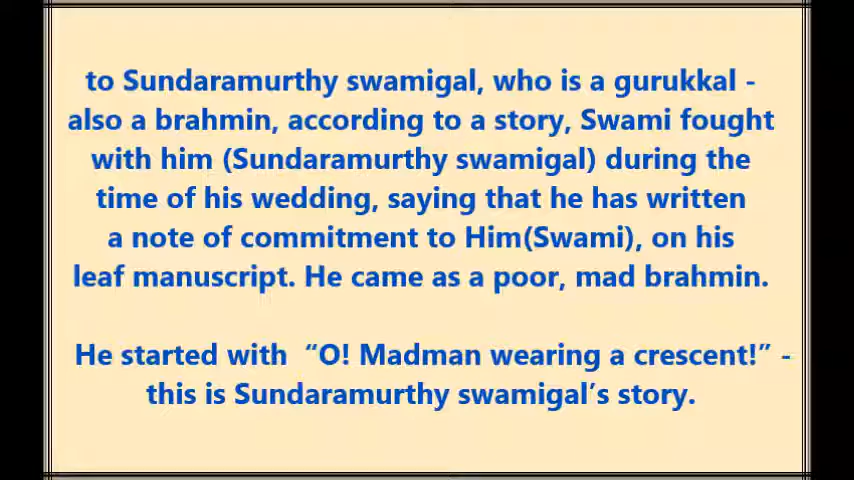 to Sundaramurthy swamigal, who is a gurukkal -
also a brahmin, according to a story, Swami fought
with him (Sundaramurthy swamigal) during the
time of his wedding, saying that he has written
a note of commitment to Him(Swami), on his
leaf manuscript. He came as a poor, mad brahmin.
He started with “O! Madman wearing a crescent!” -
this is Sundaramurthy swamigal’s story.